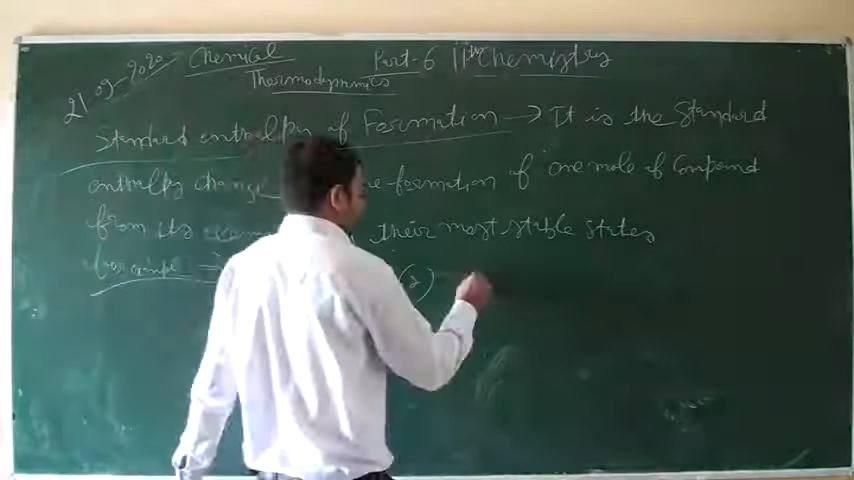 21-09-2020 Chemical Part-6 11th Chemistry
Thermodynamics
Standard enthalpy of Formation → It is the Standard
enthalpy change formation of one mole of Compound
from its their most stable states
For